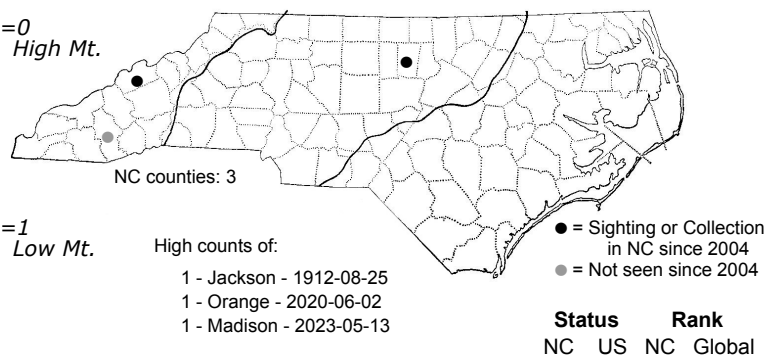 =0
High Mt.
NC counties: 3
=1
Low Mt.
High counts of:
1 - Jackson - 1912-08-25
1 - Orange - 2020-06-02
1 - Madison - 2023-05-13
● = Sighting or Collection
in NC since 2004
● = Not seen since 2004
Status Rank
NC US NC Global